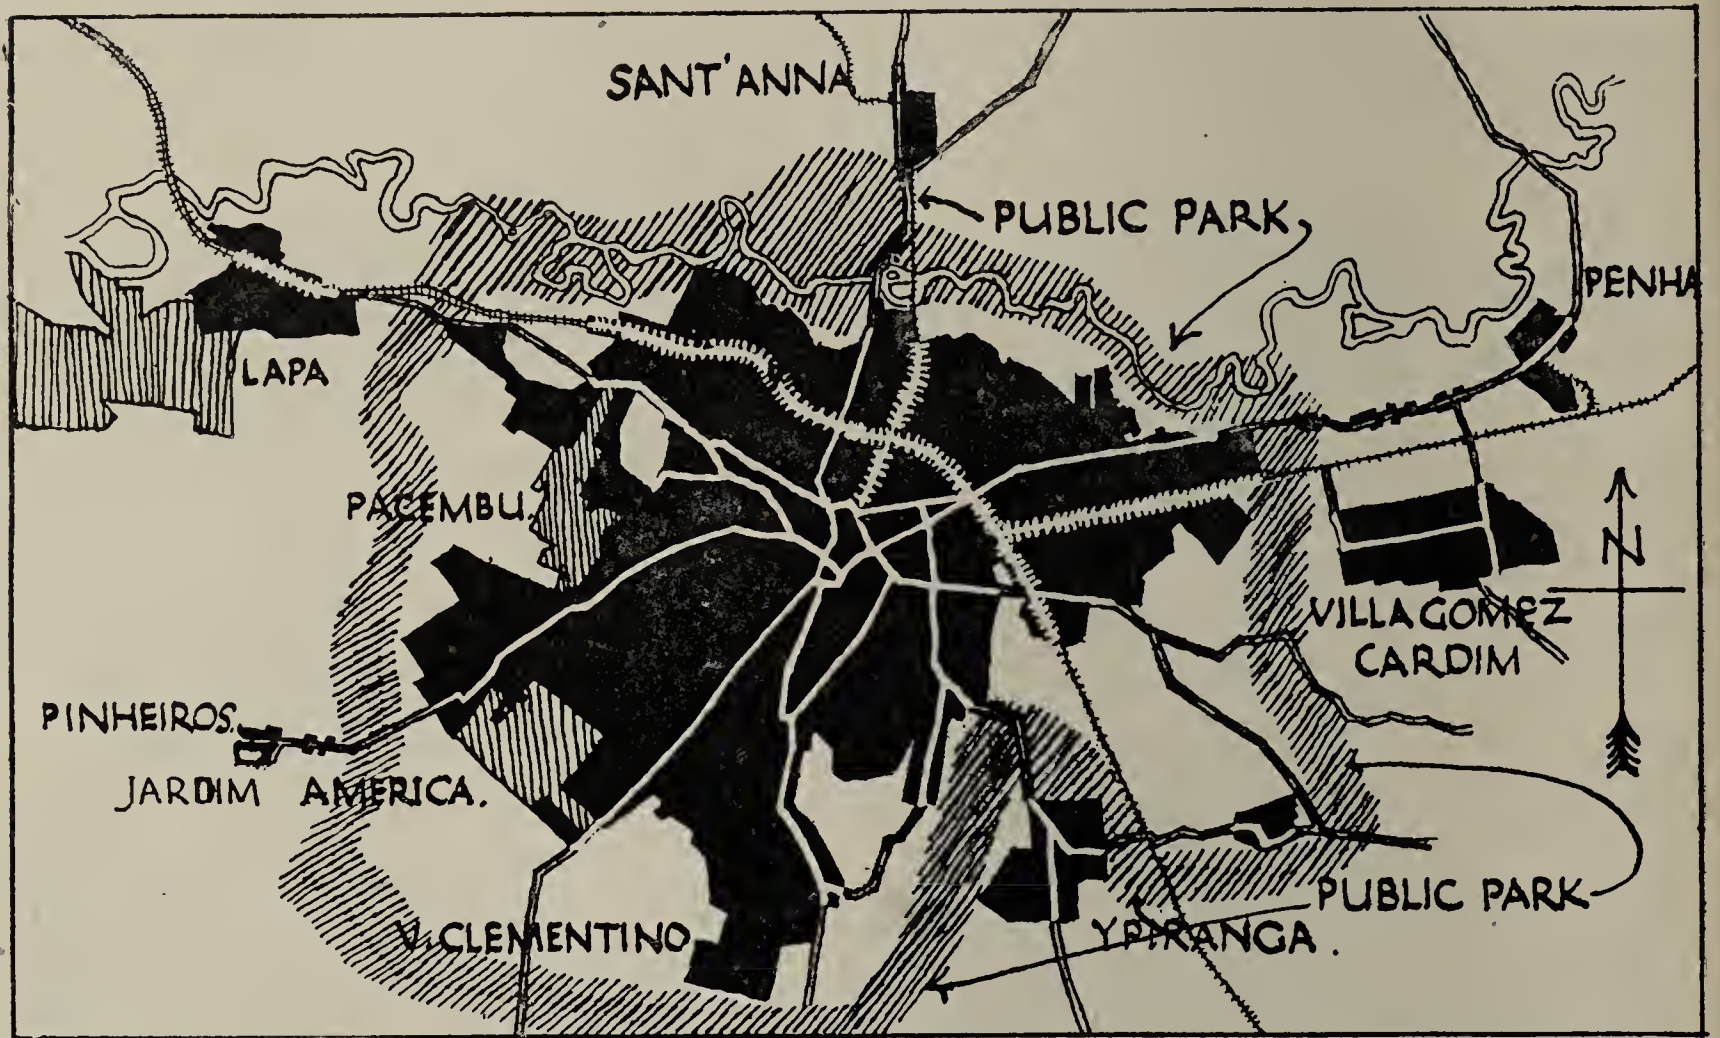 SANT'ANNA
PUBLIC PARK
PENHA
LAPA
PACEMBU.
N
VILLA GOMEZ
CARDIM
PINHEIROS.
JARDIM AMERICA.
PUBLIC PARK
V. CLEMENTINO
YPIRANGA.